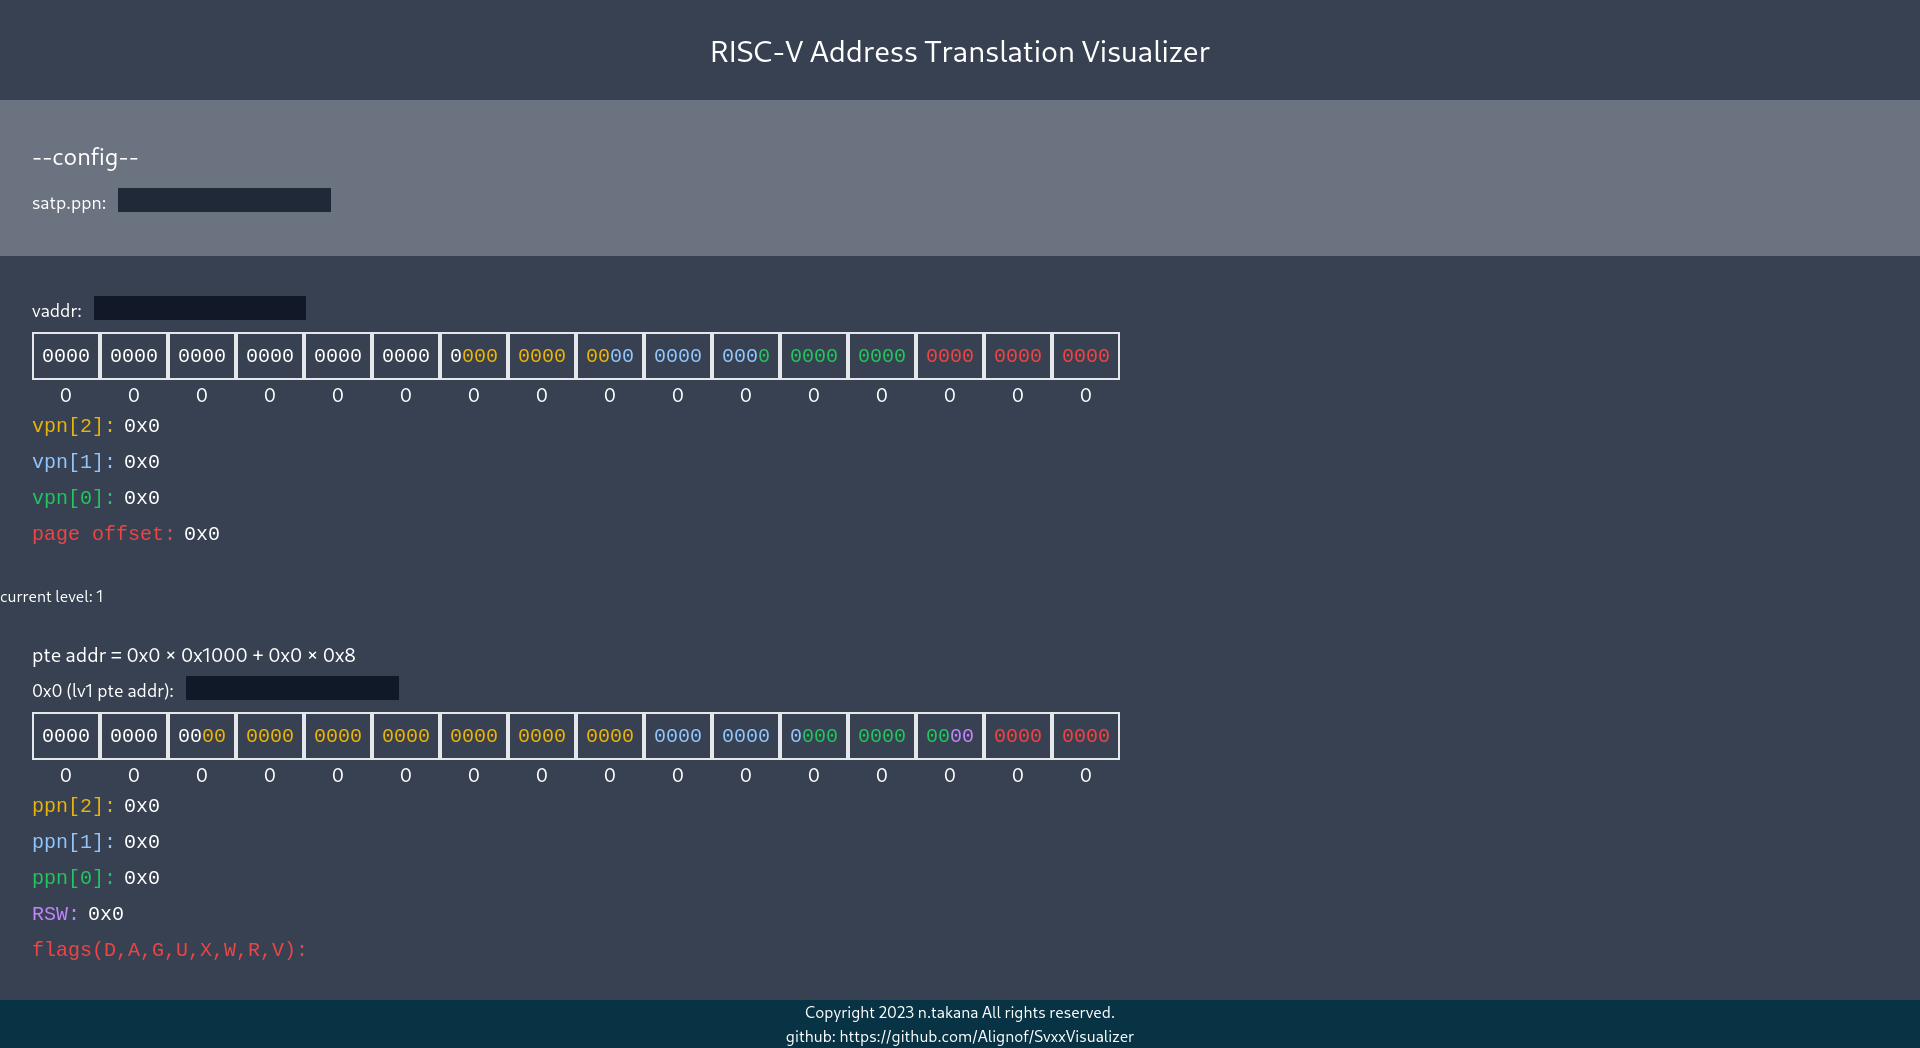 RISC-V Address Translation Visualizer
--config--
satp.ppn:
vaddr:
0000 0000 0000 0000 0000 0000 0000 0000 0000 0000 0000 0000 0000 0000 0000 0000
0 0 0 0 0 0 0 0 0 0 0 0 0 0 0 0
vpn[2]: 0x0
vpn[1]: 0x0
vpn[0]: 0x0
page offset: 0x0
current level: 1
pte addr = 0x0 × 0x1000 + 0x0 × 0x8
0x0 (lv1 pte addr):
0000 0000 0000 0000 0000 0000 0000 0000 0000 0000 0000 0000 0000 0000 0000 0000
0 0 0 0 0 0 0 0 0 0 0 0 0 0 0 0
ppn[2]: 0x0
ppn[1]: 0x0
ppn[0]: 0x0
RSW: 0x0
flags(D,A,G,U,X,W,R,V):
Copyright 2023 n.takana All rights reserved.
github: https://github.com/Alignof/SvxxVisualizer